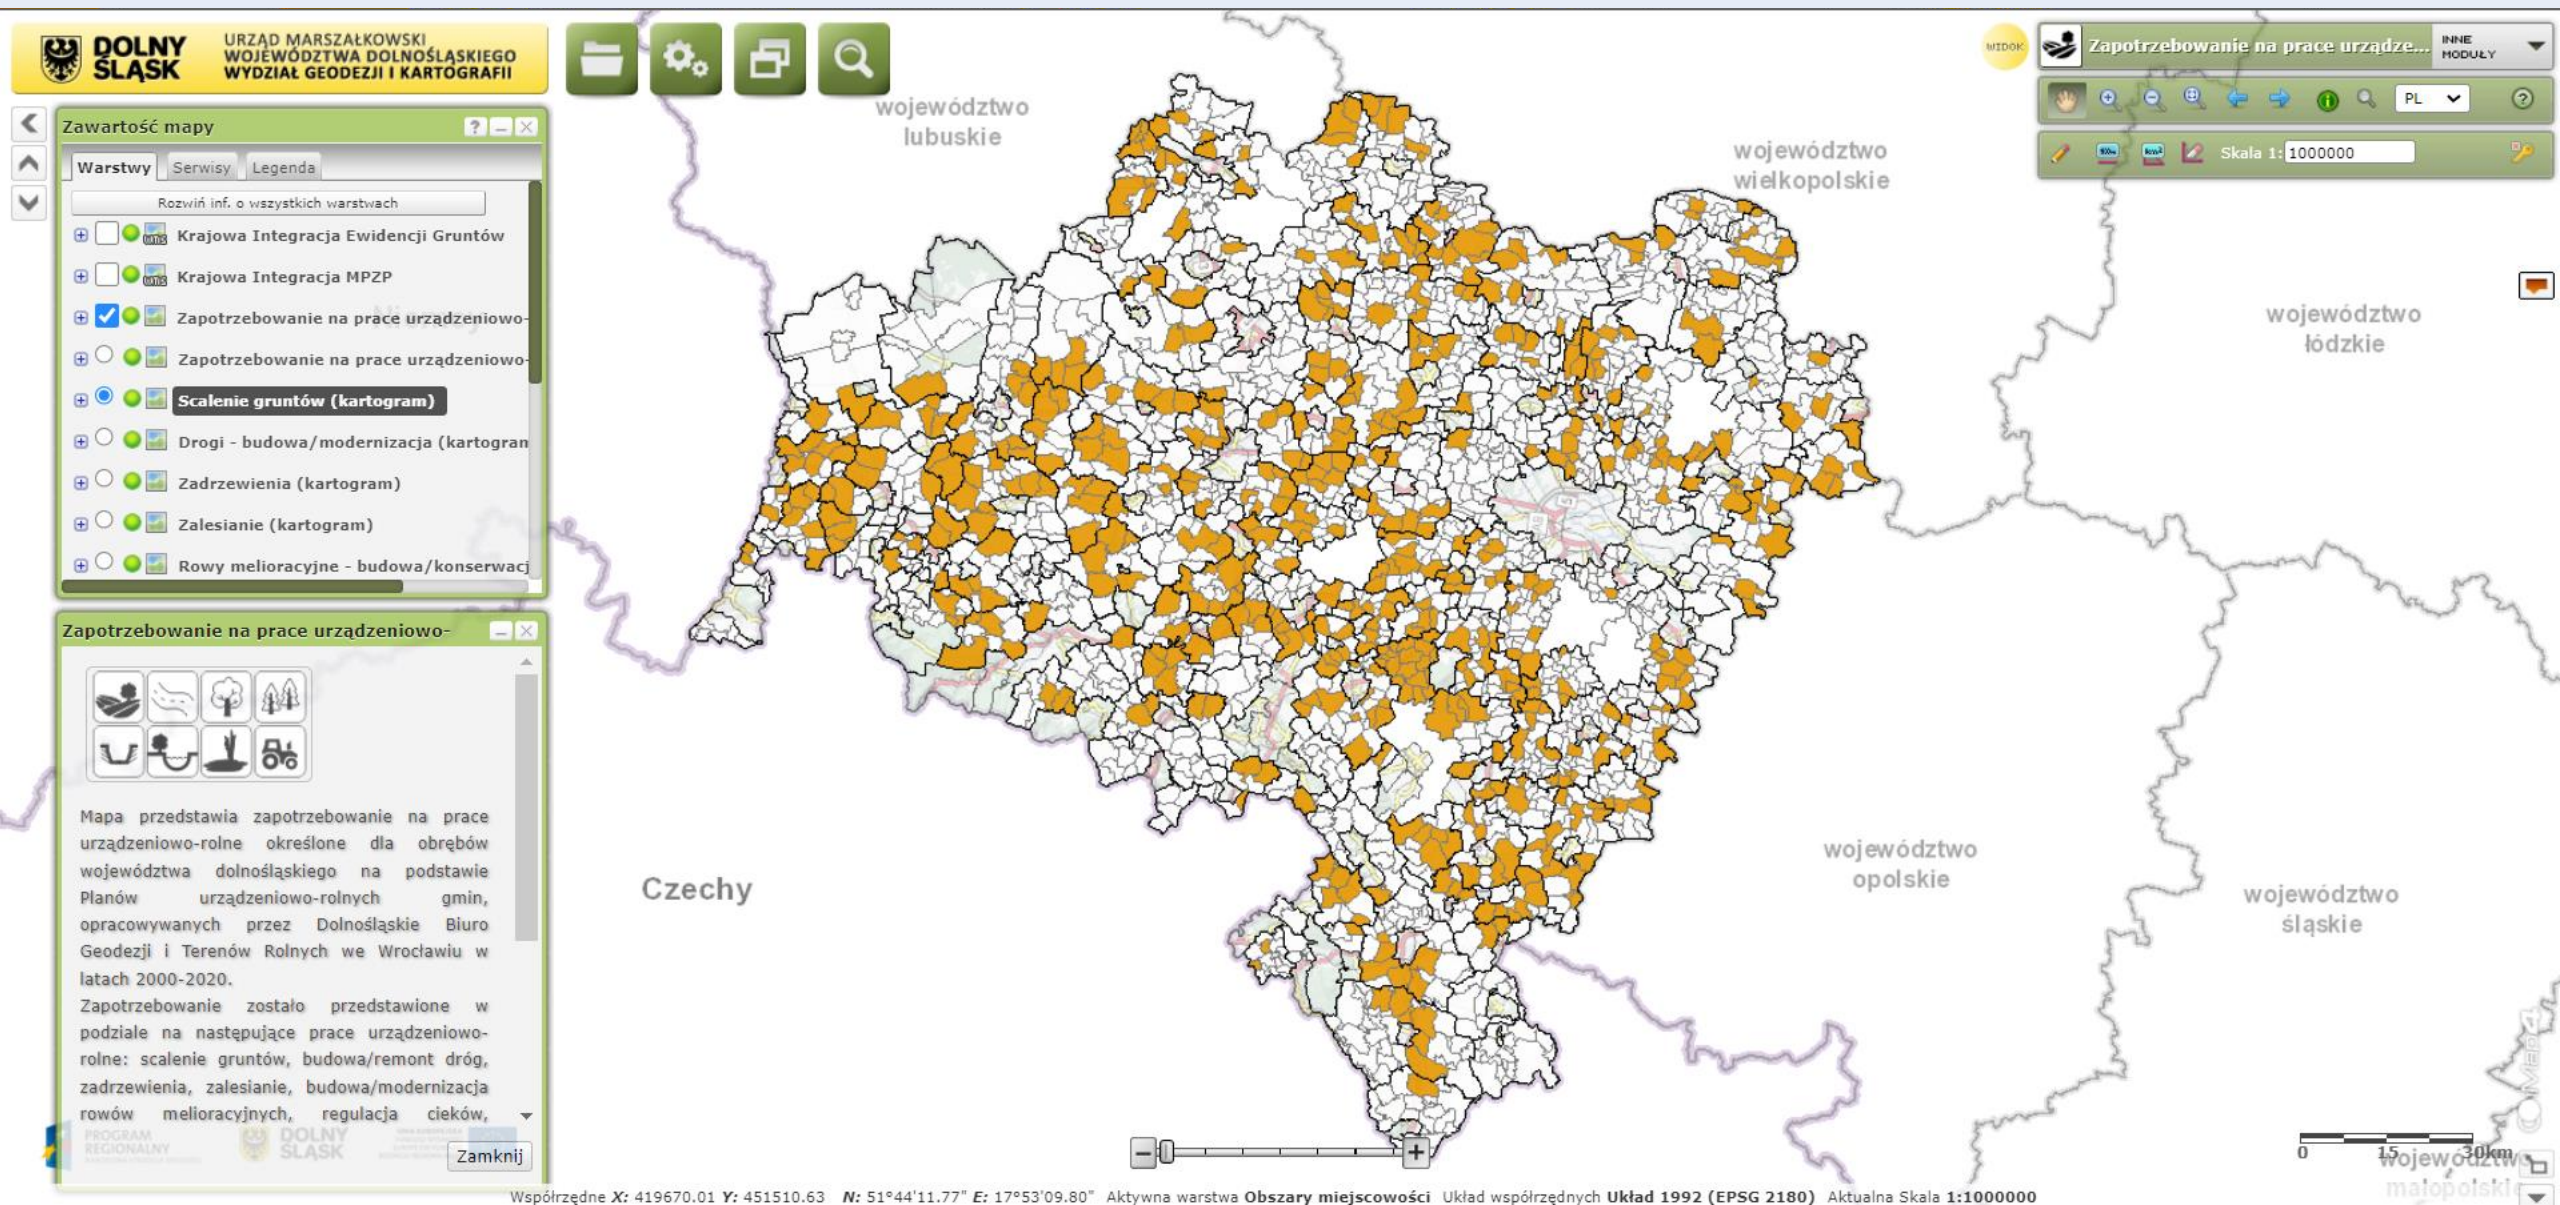 DOLNY
ŚLĄSK
URZĄD MARSZAŁKOWSKI
WOJEWÓDZTWA DOLNOŚLĄSKIEGO
WYDZIAŁ GEODEZJI I KARTOGRAFII
WIDOK
Zapotrzebowanie na prace urządze...
INNE
MODUŁY
PL
Skala 1: 1000000
Zawartość mapy
Warstwy
Serwisy
Legenda
Rozwiń inf. o wszystkich warstwach
Krajowa Integracja Ewidencji Gruntów
Krajowa Integracja MPZP
Zapotrzebowanie na prace urządzeniowo-
Zapotrzebowanie na prace urządzeniowo-
Scalenie gruntów (kartogram)
Drogi - budowa/modernizacja (kartogram
Zadrzewienia (kartogram)
Zalesianie (kartogram)
Rowy melioracyjne - budowa/konserwacj
Zapotrzebowanie na prace urządzeniowo-
Mapa przedstawia zapotrzebowanie na prace
urządzeniowo-rolne określone dla obrębów
województwa dolnośląskiego na podstawie
Planów urządzeniowo-rolnych gmin,
opracowywanych przez Dolnośląskie Biuro
Geodezji i Terenów Rolnych we Wrocławiu w
latach 2000-2020.
Zapotrzebowanie zostało przedstawione w
podziale na następujące prace urządzeniowo-
rolne: scalenie gruntów, budowa/remont dróg,
zadrzewienia, zalesianie, budowa/modernizacja
rowów melioracyjnych, regulacja cieków,
PROGRAM
REGIONALNY
DOLNY
ŚLĄSK
Zamknij
województwo
lubuskie
województwo
wielkopolskie
województwo
łódzkie
Czechy
województwo
opolskie
województwo
śląskie
województwo
małopolskie
0 15 30km
Współrzędne X: 419670.01 Y: 451510.63 N: 51°44'11.77" E: 17°53'09.80" Aktywna warstwa Obszary miejscowości Układ współrzędnych Układ 1992 (EPSG 2180) Aktualna Skala 1:1000000